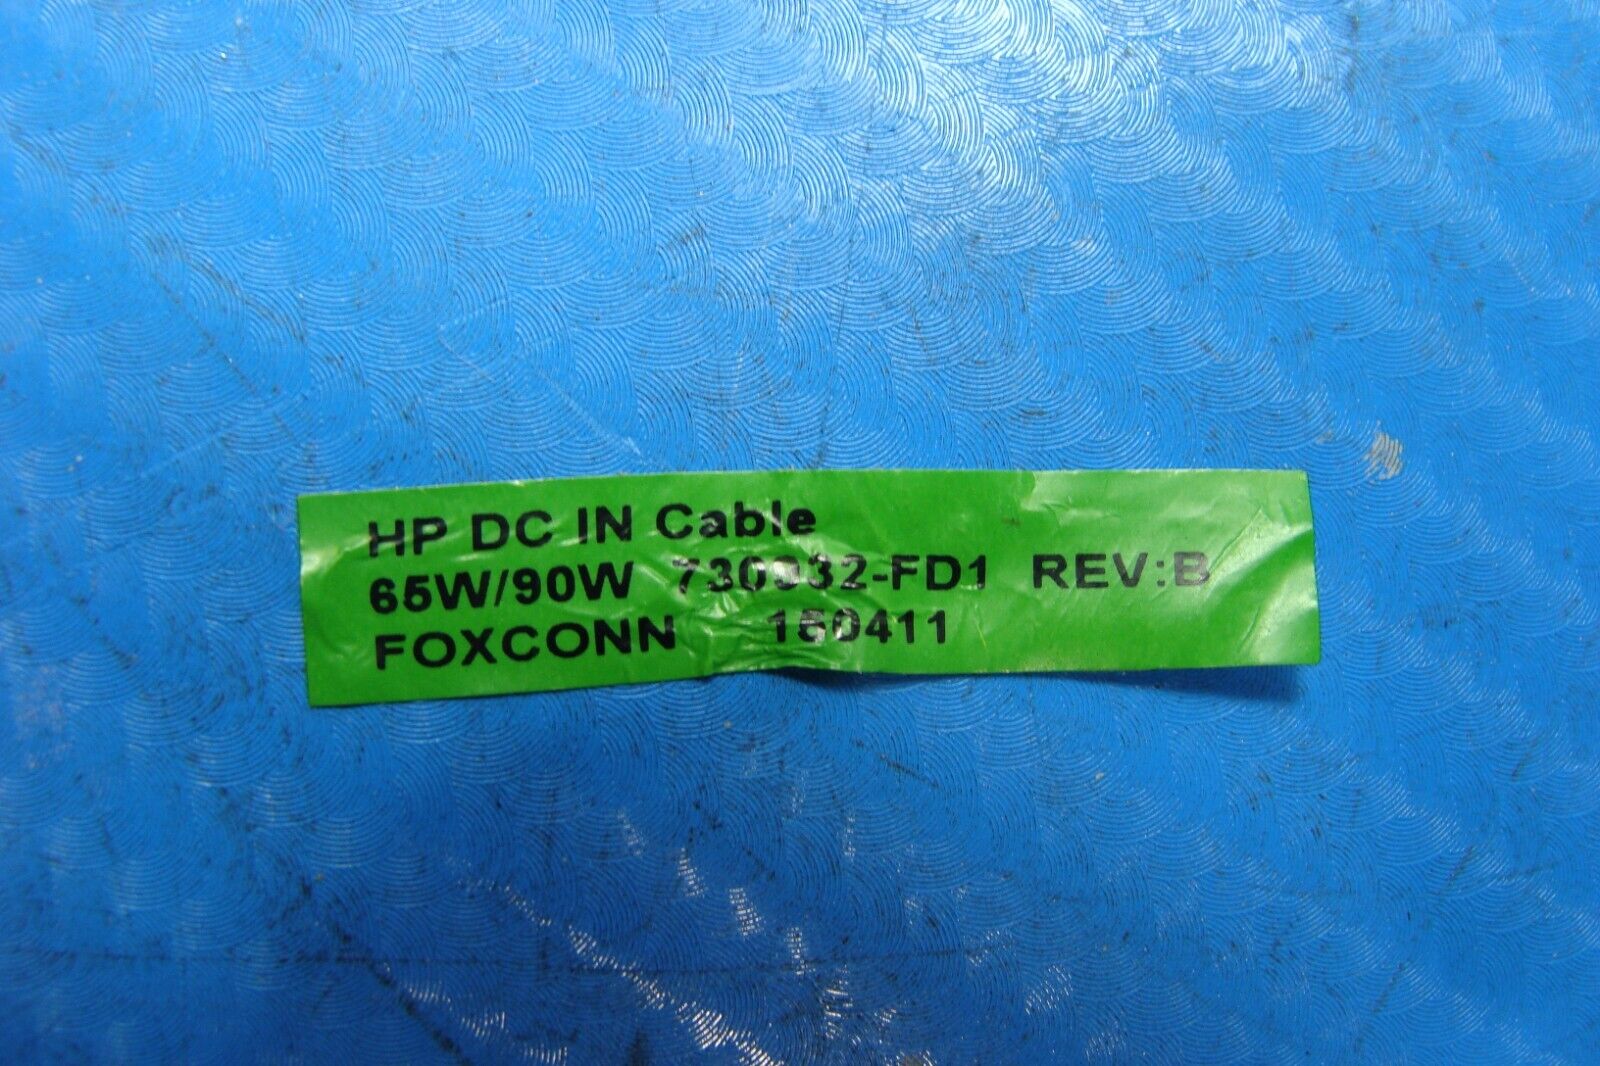 HP DC IN Cable
65W/90W 730932-FD1 REV:B
FOXCONN 160411